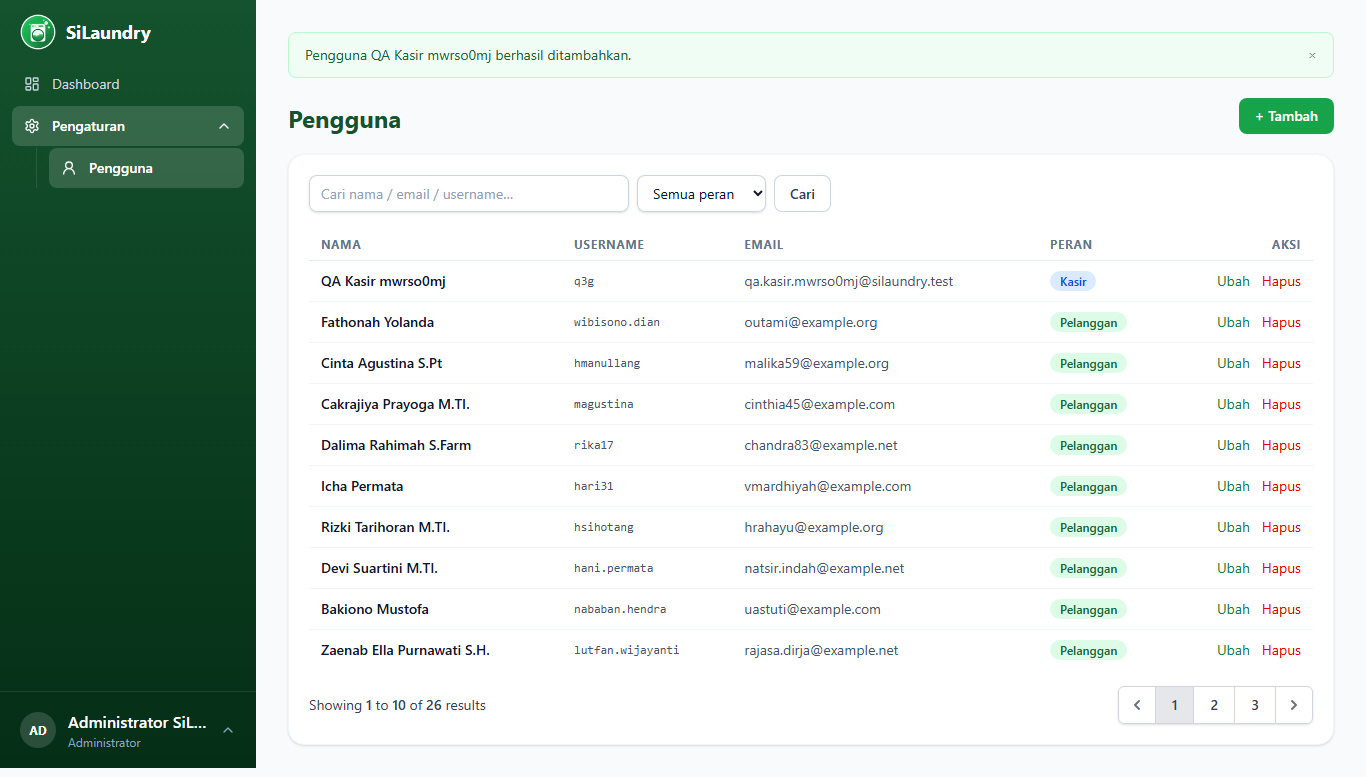 SiLaundry
Dashboard
Pengaturan
Pengguna
Pengguna QA Kasir mwrso0mj berhasil ditambahkan.
×
Pengguna
+ Tambah
Cari nama / email / username...
Semua peran
Cari
NAMA USERNAME EMAIL PERAN AKSI
QA Kasir mwrso0mj q3g qa.kasir.mwrso0mj@silaundry.test Kasir Ubah Hapus
Fathonah Yolanda wibisono.dian outami@example.org Pelanggan Ubah Hapus
Cinta Agustina S.Pt hmanullang malika59@example.org Pelanggan Ubah Hapus
Cakrajiya Prayoga M.TI. magustina cinthia45@example.com Pelanggan Ubah Hapus
Dalima Rahimah S.Farm rika17 chandra83@example.net Pelanggan Ubah Hapus
Icha Permata hari31 vmardhiyah@example.com Pelanggan Ubah Hapus
Rizki Tarihoran M.TI. hsihotang hrahayu@example.org Pelanggan Ubah Hapus
Devi Suartini M.TI. hani.permata natsir.indah@example.net Pelanggan Ubah Hapus
Bakiono Mustofa nababan.hendra uastuti@example.com Pelanggan Ubah Hapus
Zaenab Ella Purnawati S.H. lutfan.wijayanti rajasa.dirja@example.net Pelanggan Ubah Hapus
Showing 1 to 10 of 26 results
1 2 3
AD
Administrator SiL...
Administrator